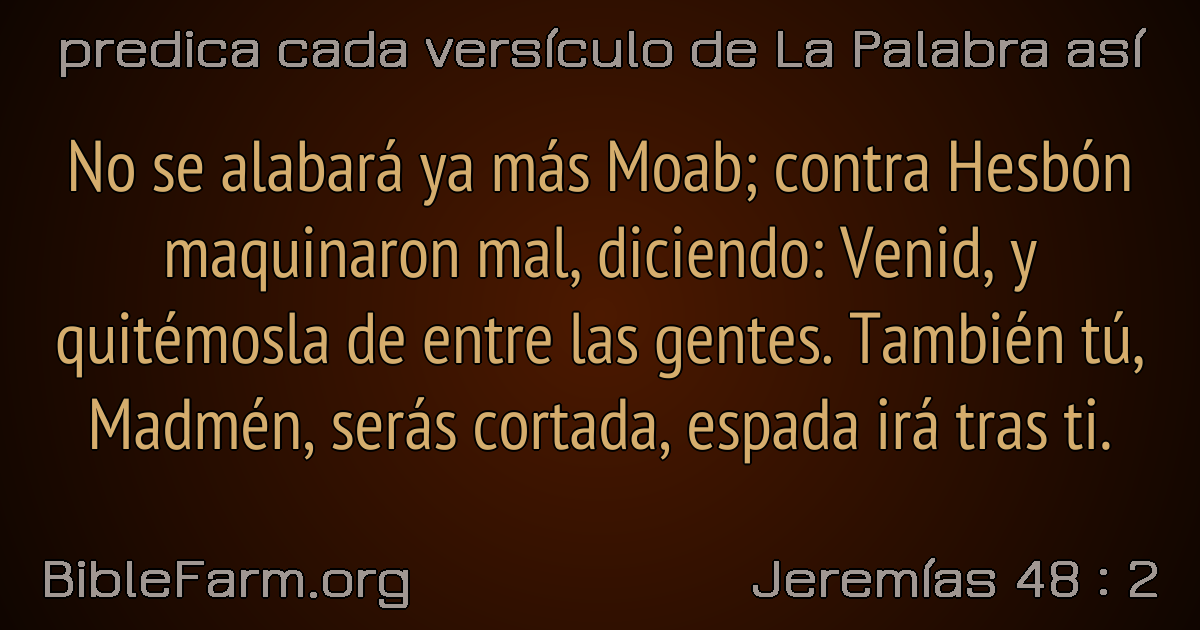 predica cada versículo de La Palabra así
No se alabará ya más Moab; contra Hesbón
maquinaron mal, diciendo: Venid, y
quitémosla de entre las gentes. También tú,
Madmén, serás cortada, espada irá tras ti.
BibleFarm.org
Jeremías 48 : 2